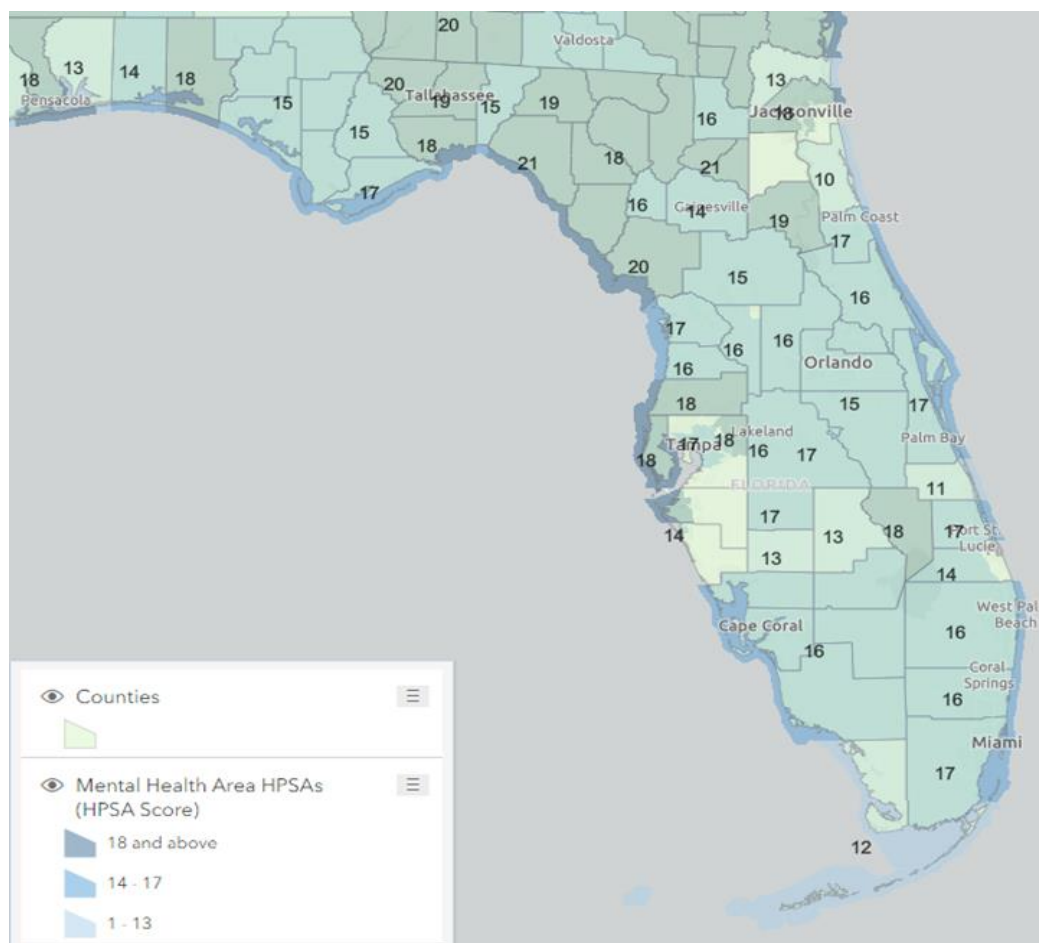 20
Valdosta
13
18
14
18
Pensacola
20
13
Tallahassee
19
15
19
15
16
Jacksonville
18
15
18
18
21
21
17
10
16
Gainesville
14
19
Palm Coast
17
20
15
16
17
16
16
16
Orlando
18
15
17
Lakeland
Tampa
17
18
16
17
Palm Bay
18
FLORIDA
11
17
14
13
18
17
Port St.
Lucie
13
14
West Pal
Beach
Cape Coral
16
16
Coral
Springs
16
Miami
17
12
Counties
Mental Health Area HPSAs
(HPSA Score)
18 and above
14 - 17
1 - 13